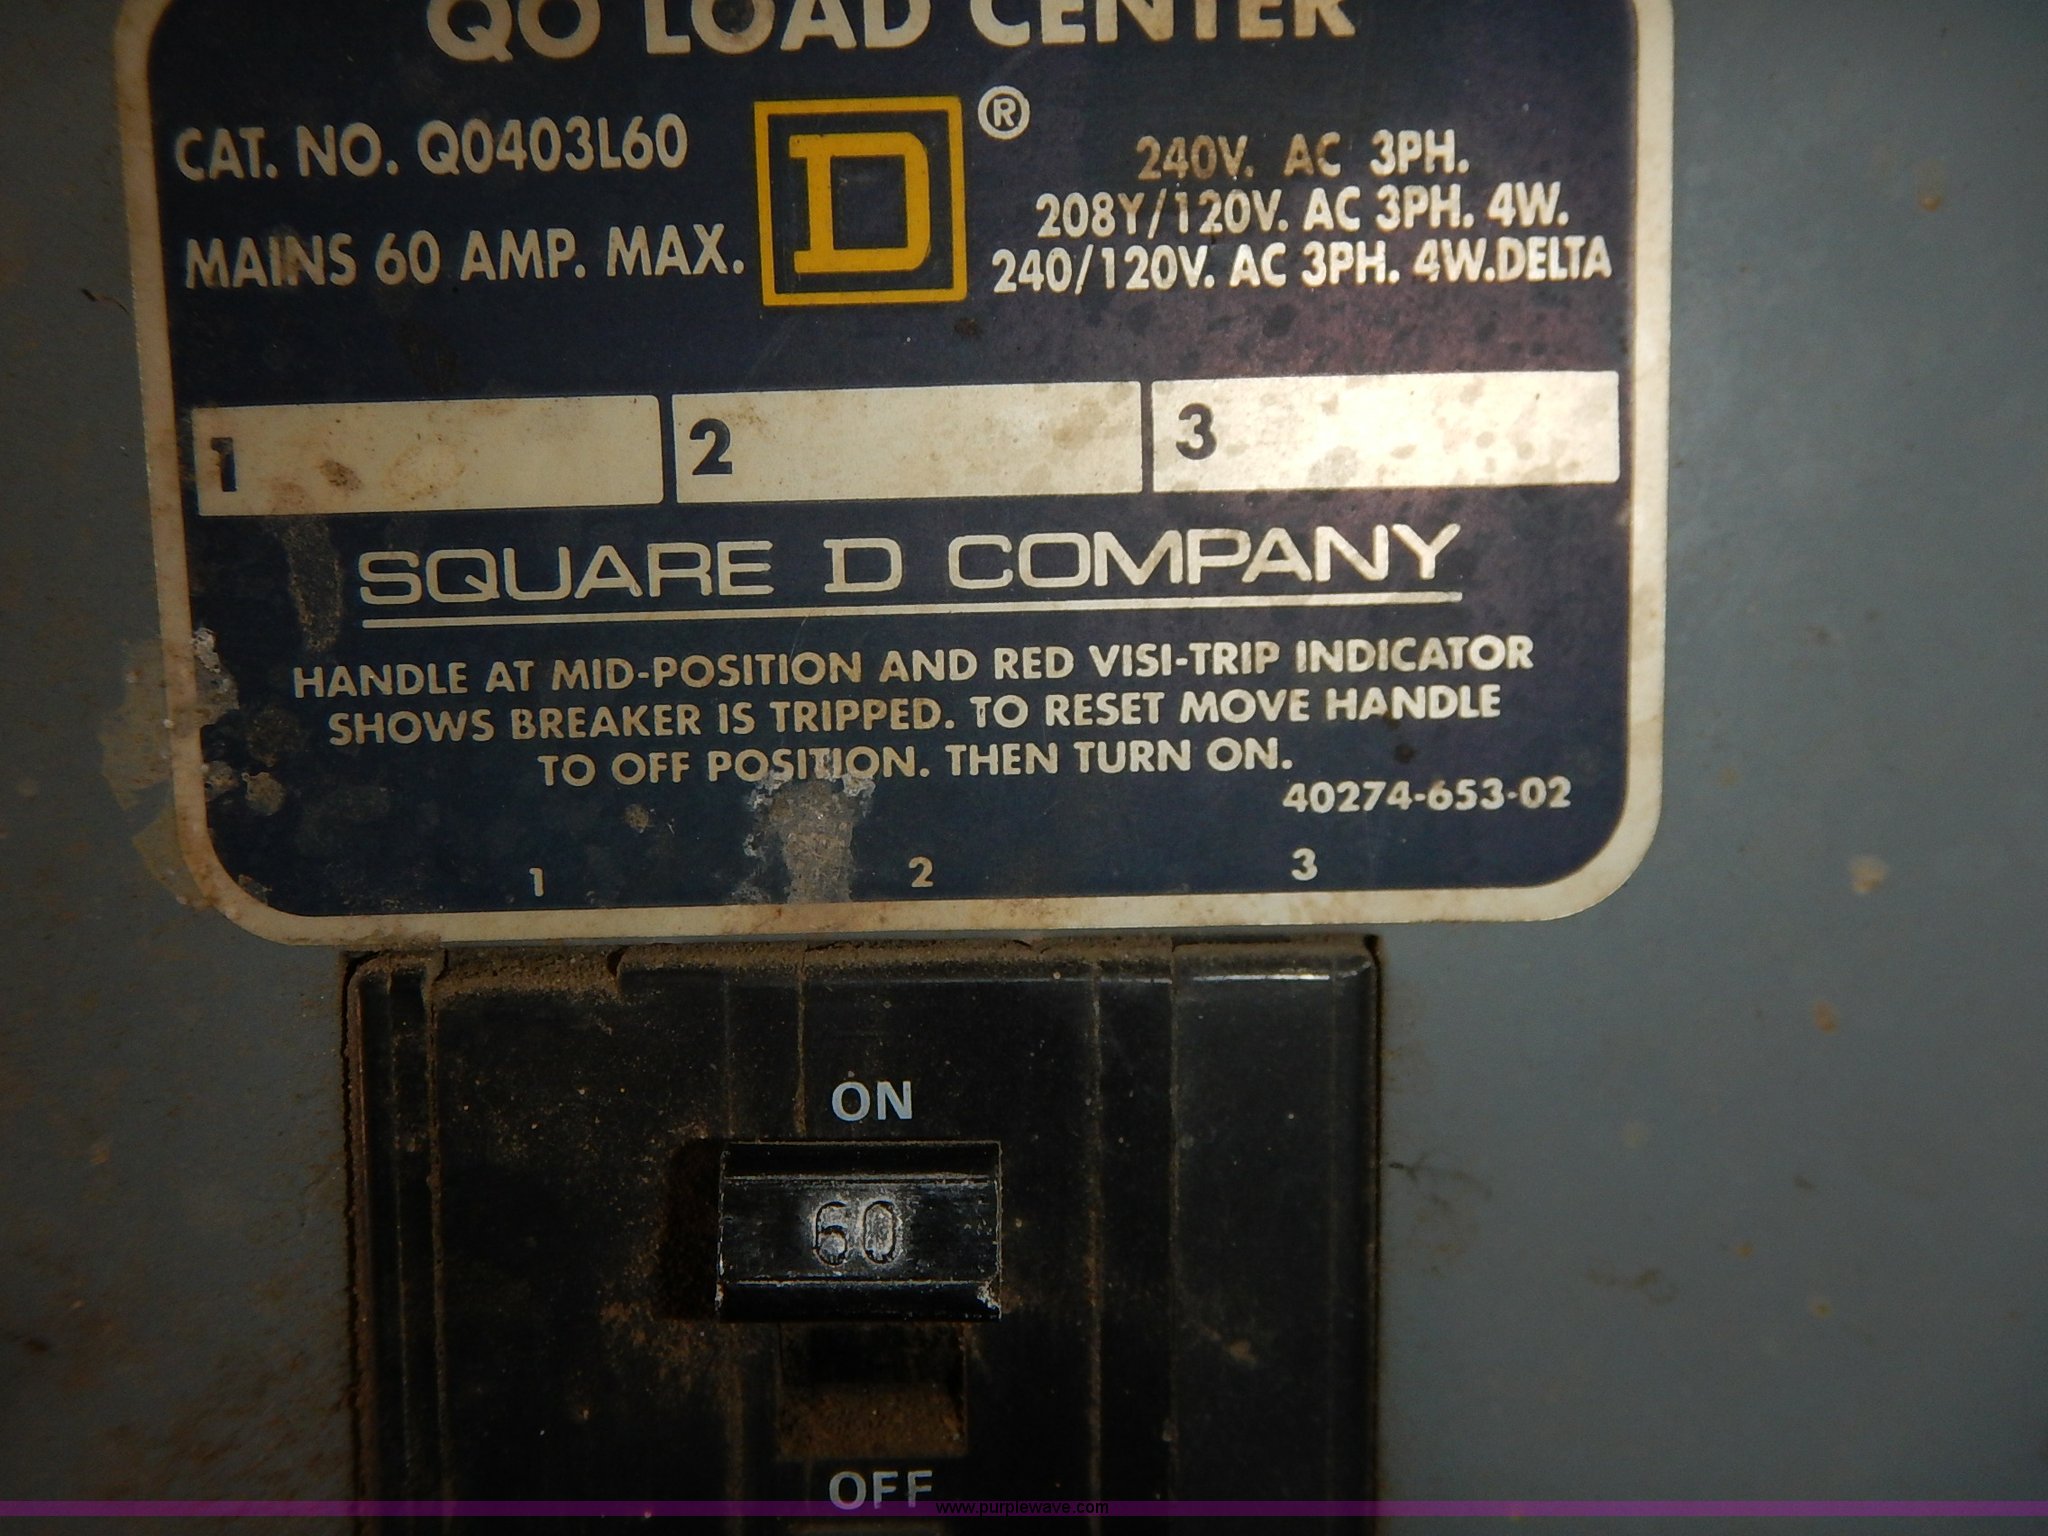 QO LOAD CENTER
CAT. NO. QO403L60
MAINS 60 AMP. MAX.
D ®
240V. AC 3PH.
208Y/120V. AC 3PH. 4W.
240/120V. AC 3PH. 4W.DELTA
1 2 3
SQUARE D COMPANY
HANDLE AT MID-POSITION AND RED VISI-TRIP INDICATOR
SHOWS BREAKER IS TRIPPED. TO RESET MOVE HANDLE
TO OFF POSITION. THEN TURN ON.
40274-653-02
1 2 3
ON
60
OFF
www.purplewave.com